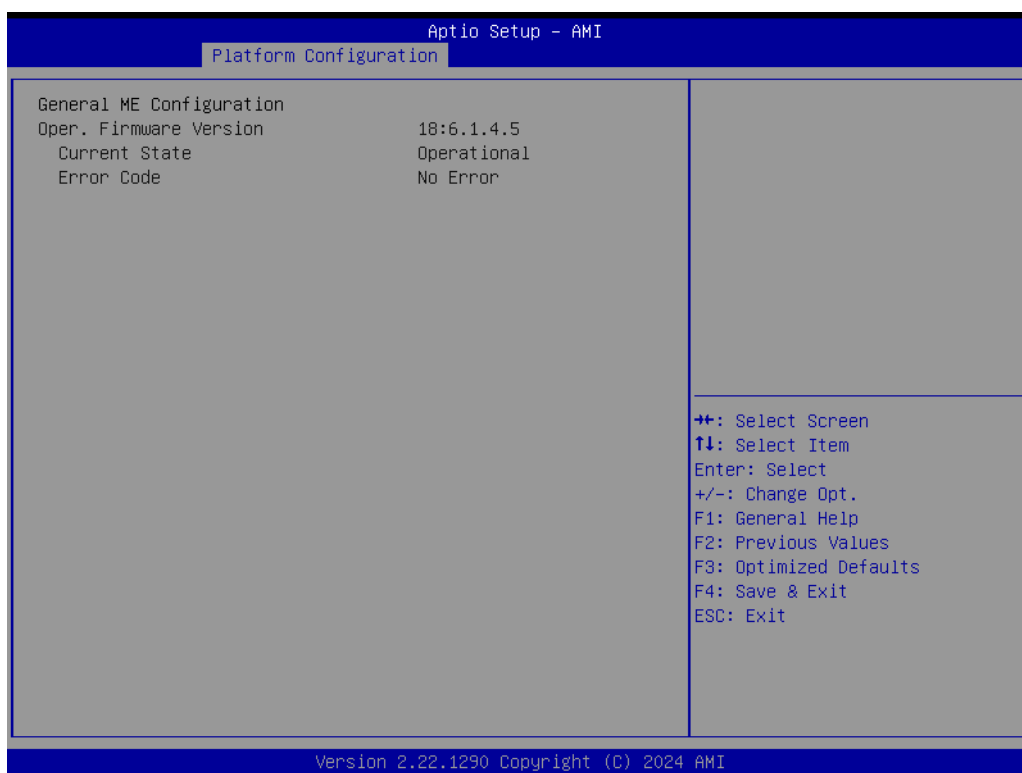 Aptio Setup – AMI
Platform Configuration
General ME Configuration
Oper. Firmware Version 18:6.1.4.5
Current State Operational
Error Code No Error
→←: Select Screen
↑↓: Select Item
Enter: Select
+/-: Change Opt.
F1: General Help
F2: Previous Values
F3: Optimized Defaults
F4: Save & Exit
ESC: Exit
Version 2.22.1290 Copyright (C) 2024 AMI